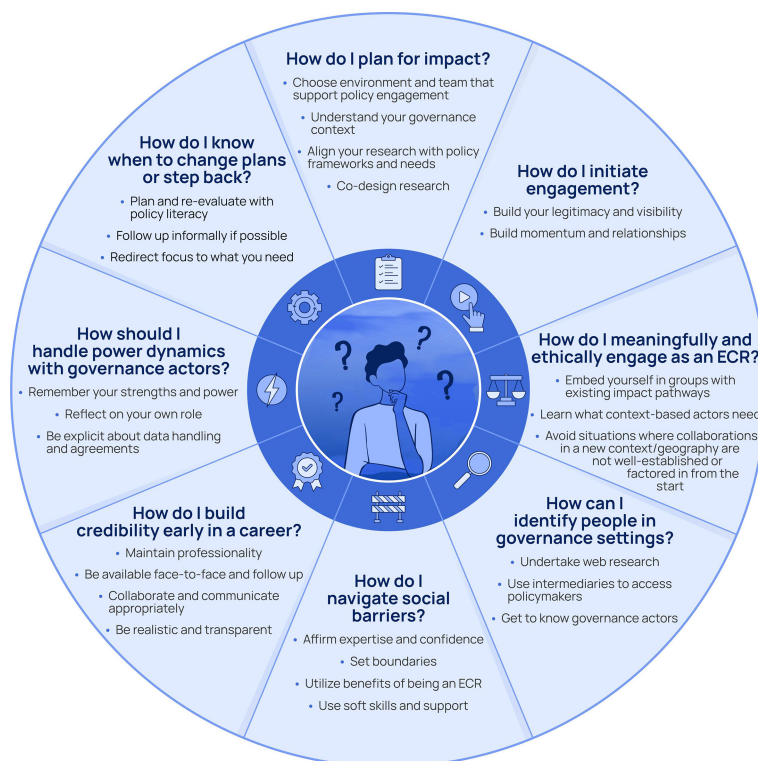 How do I plan for impact?
• Choose environment and team that
support policy engagement
• Understand your governance
context
• Align your research with policy
frameworks and needs
• Co-design research
How do I initiate
engagement?
• Build your legitimacy and visibility
• Build momentum and relationships
How do I meaningfully and
ethically engage as an ECR?
• Embed yourself in groups with
existing impact pathways
• Learn what context-based actors need
• Avoid situations where collaborations
in a new context/geography are
not well-established or
factored in from the
start
How can I
identify people in
governance settings?
• Undertake web research
• Use intermediaries to access
policymakers
• Get to know governance actors
How do I
navigate social
barriers?
• Affirm expertise and confidence
• Set boundaries
• Utilize benefits of being an ECR
• Use soft skills and support
How do I build
credibility early in a career?
• Maintain professionality
• Be available face-to-face and follow up
• Collaborate and communicate
appropriately
• Be realistic and transparent
How should I
handle power dynamics
with governance actors?
• Remember your strengths and power
• Reflect on your own role
• Be explicit about data handling
and agreements
How do I know
when to change plans
or step back?
• Plan and re-evaluate with
policy literacy
• Follow up informally if possible
• Redirect focus to what you need
? ? ? ?